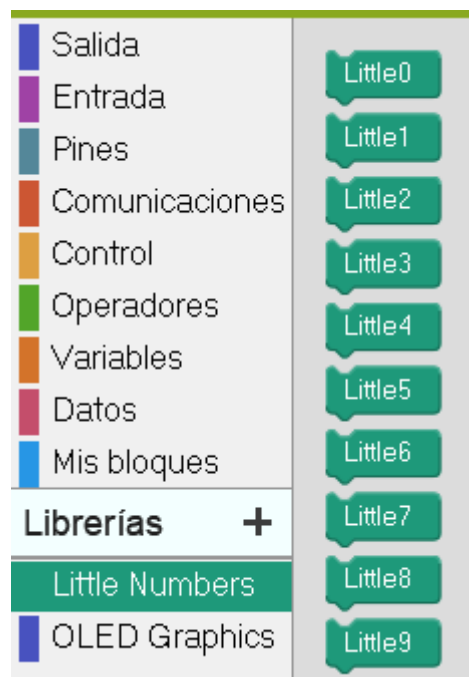 Salida
Entrada
Pines
Comunicaciones
Control
Operadores
Variables
Datos
Mis bloques
Librerías +
Little Numbers
OLED Graphics
Little0
Little1
Little2
Little3
Little4
Little5
Little6
Little7
Little8
Little9